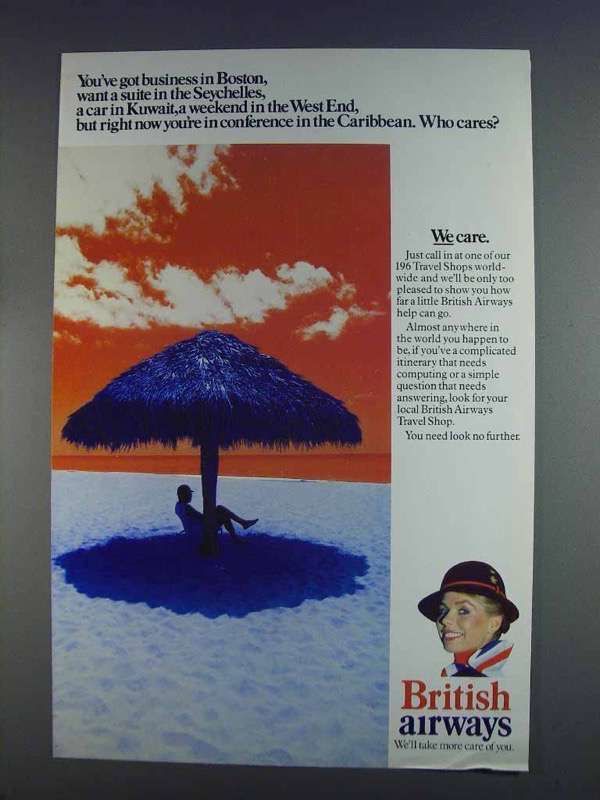 You've got business in Boston,
want a suite in the Seychelles,
a car in Kuwait, a weekend in the West End,
but right now you're in conference in the Caribbean. Who cares?
We care.
Just call in at one of our
196 Travel Shops world-
wide and we'll be only too
pleased to show you how
far a little British Airways
help can go.
Almost anywhere in
the world you happen to
be, if you've a complicated
itinerary that needs
computing or a simple
question that needs
answering, look for your
local British Airways
Travel Shop.
You need look no further.
British
airways
We'll take more care of you.